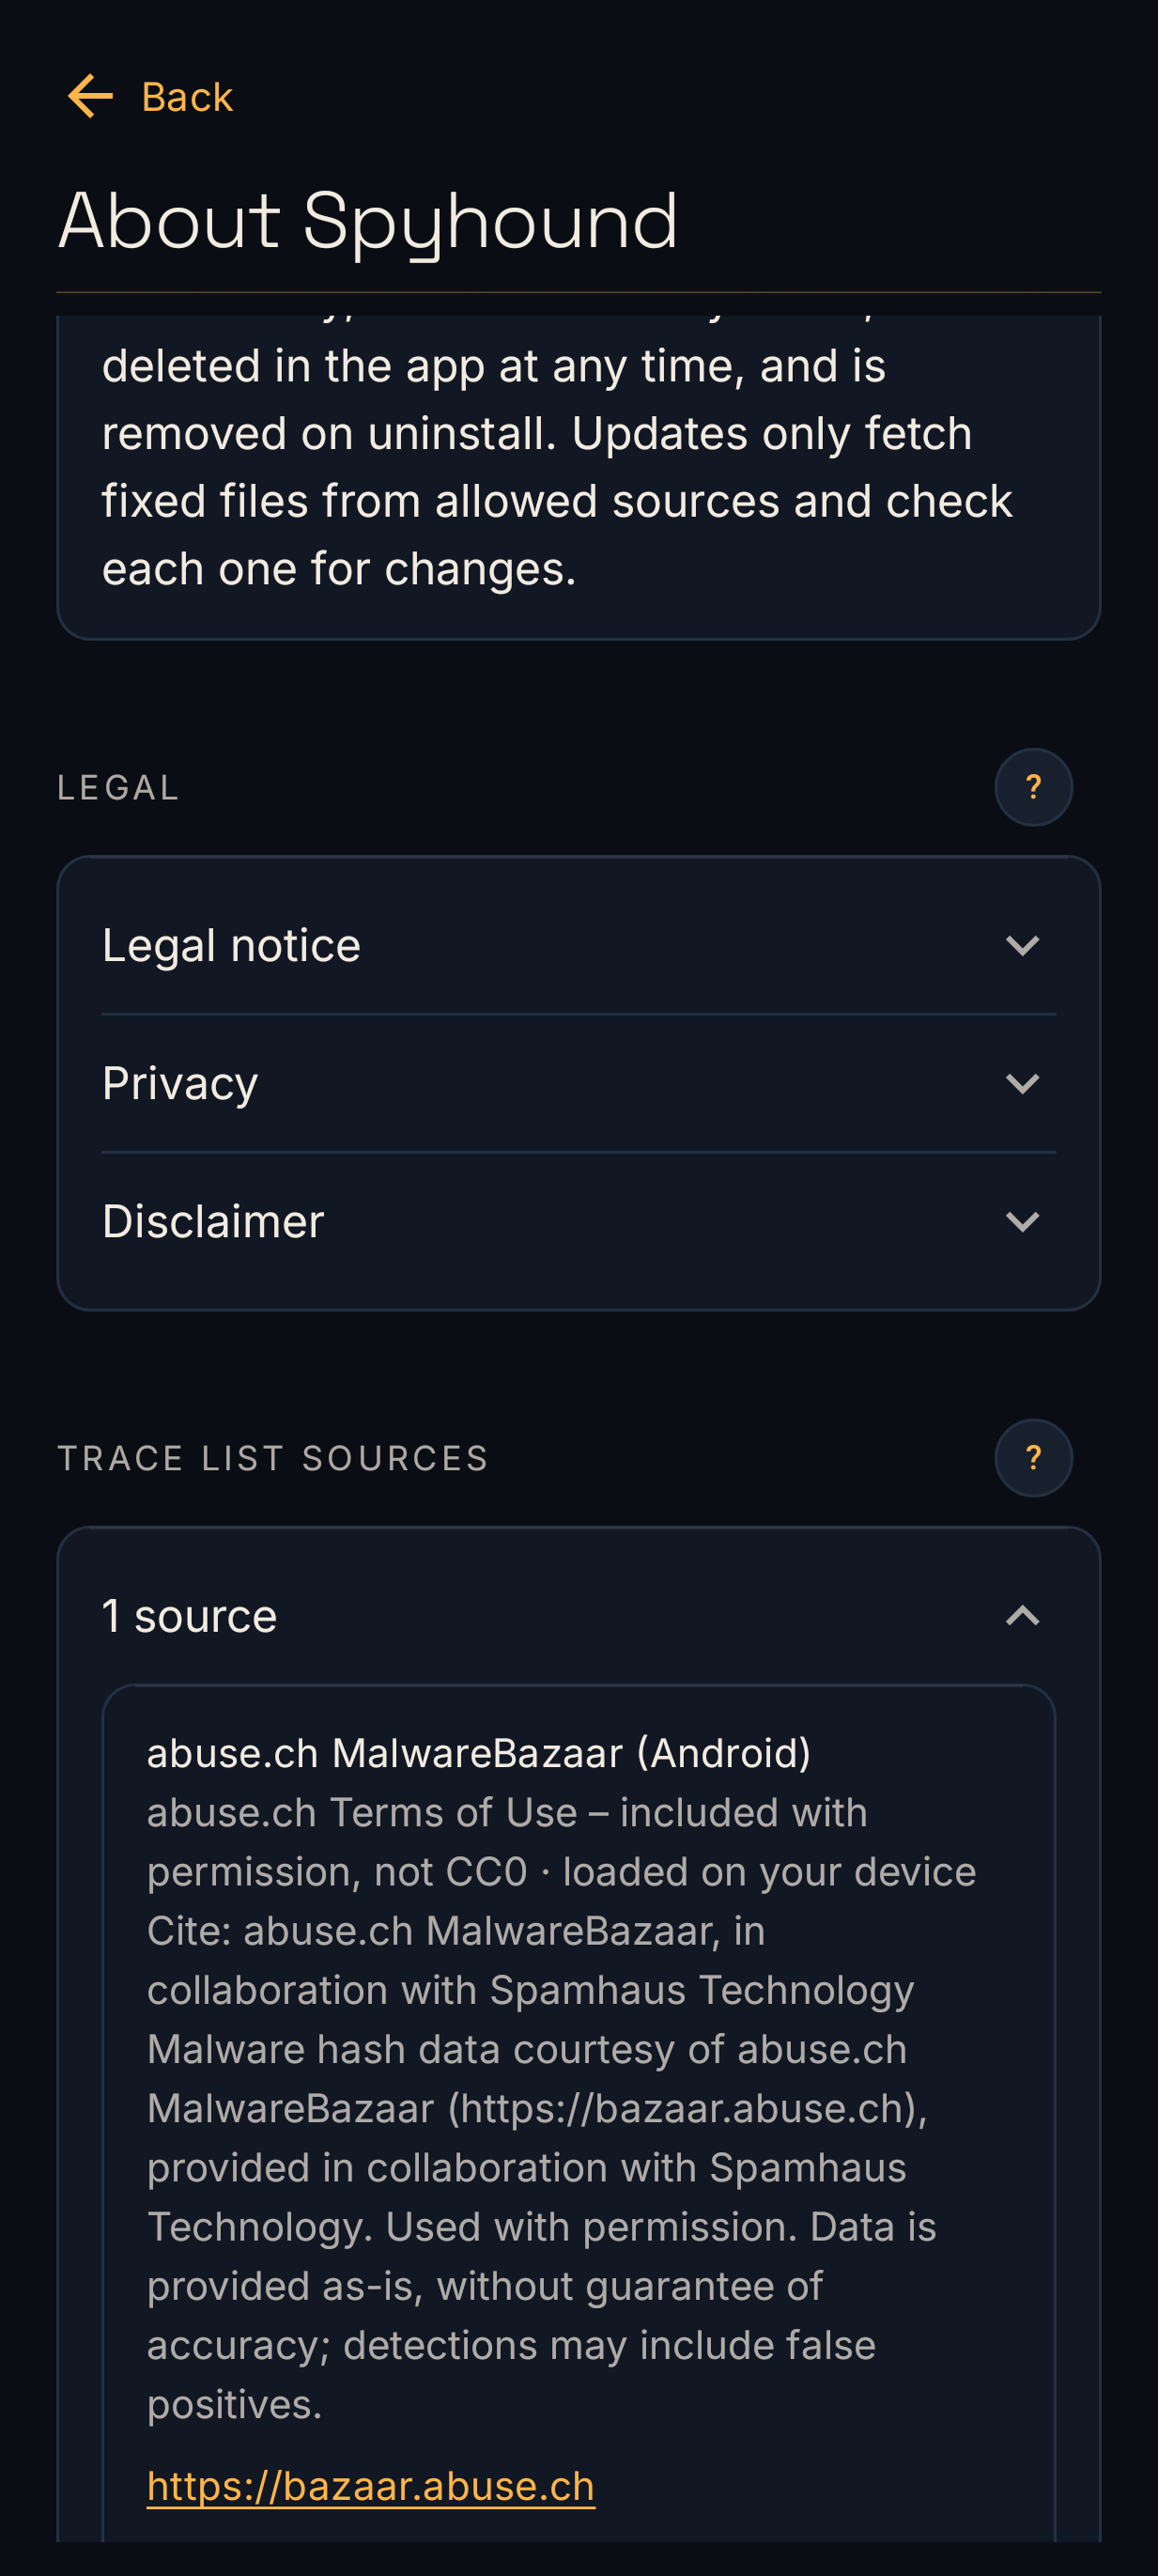 Back
About Spyhound
deleted in the app at any time, and is
removed on uninstall. Updates only fetch
fixed files from allowed sources and check
each one for changes.
LEGAL
?
Legal notice
Privacy
Disclaimer
TRACE LIST SOURCES
?
1 source
abuse.ch MalwareBazaar (Android)
abuse.ch Terms of Use – included with
permission, not CC0 · loaded on your device
Cite: abuse.ch MalwareBazaar, in
collaboration with Spamhaus Technology
Malware hash data courtesy of abuse.ch
MalwareBazaar (https://bazaar.abuse.ch),
provided in collaboration with Spamhaus
Technology. Used with permission. Data is
provided as-is, without guarantee of
accuracy; detections may include false
positives.
https://bazaar.abuse.ch